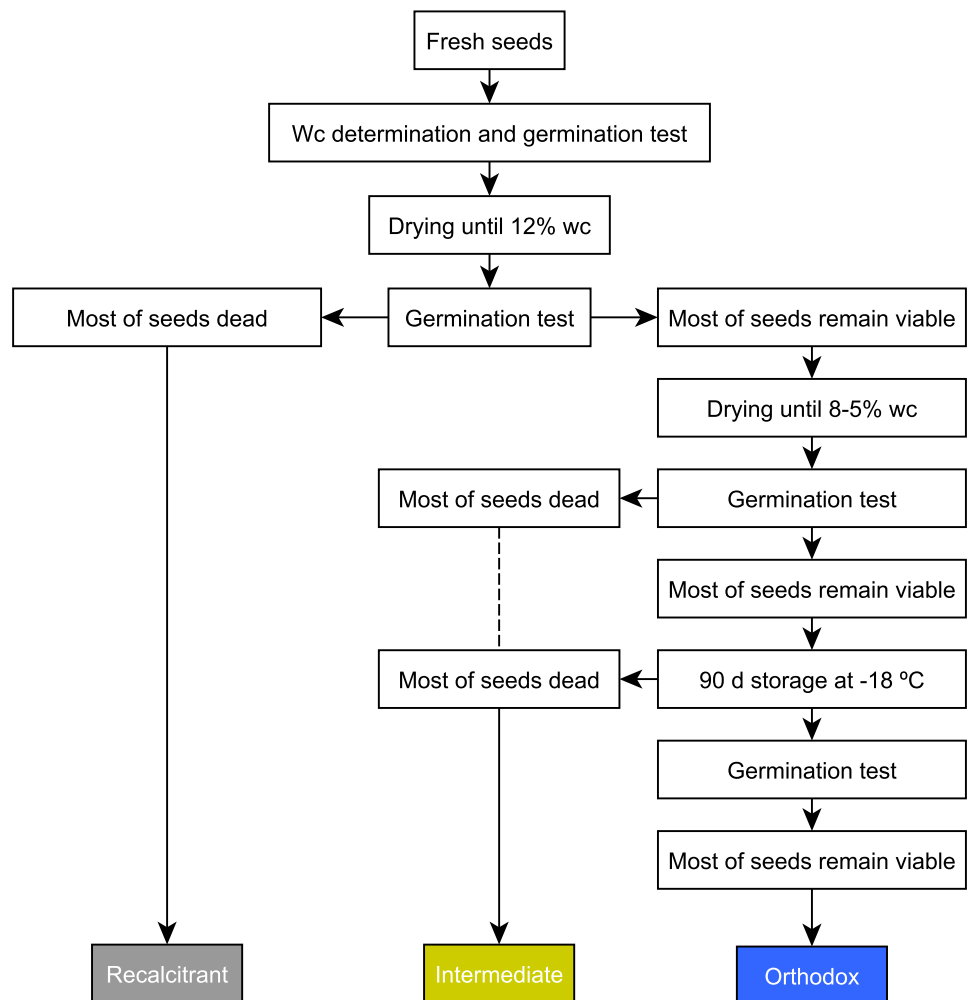 Fresh seeds
Wc determination and germination test
Drying until 12% wc
Most of seeds dead
Germination test
Most of seeds remain viable
Drying until 8-5% wc
Most of seeds dead
Germination test
Most of seeds remain viable
Most of seeds dead
90 d storage at -18 ºC
Germination test
Most of seeds remain viable
Recalcitrant
Intermediate
Orthodox